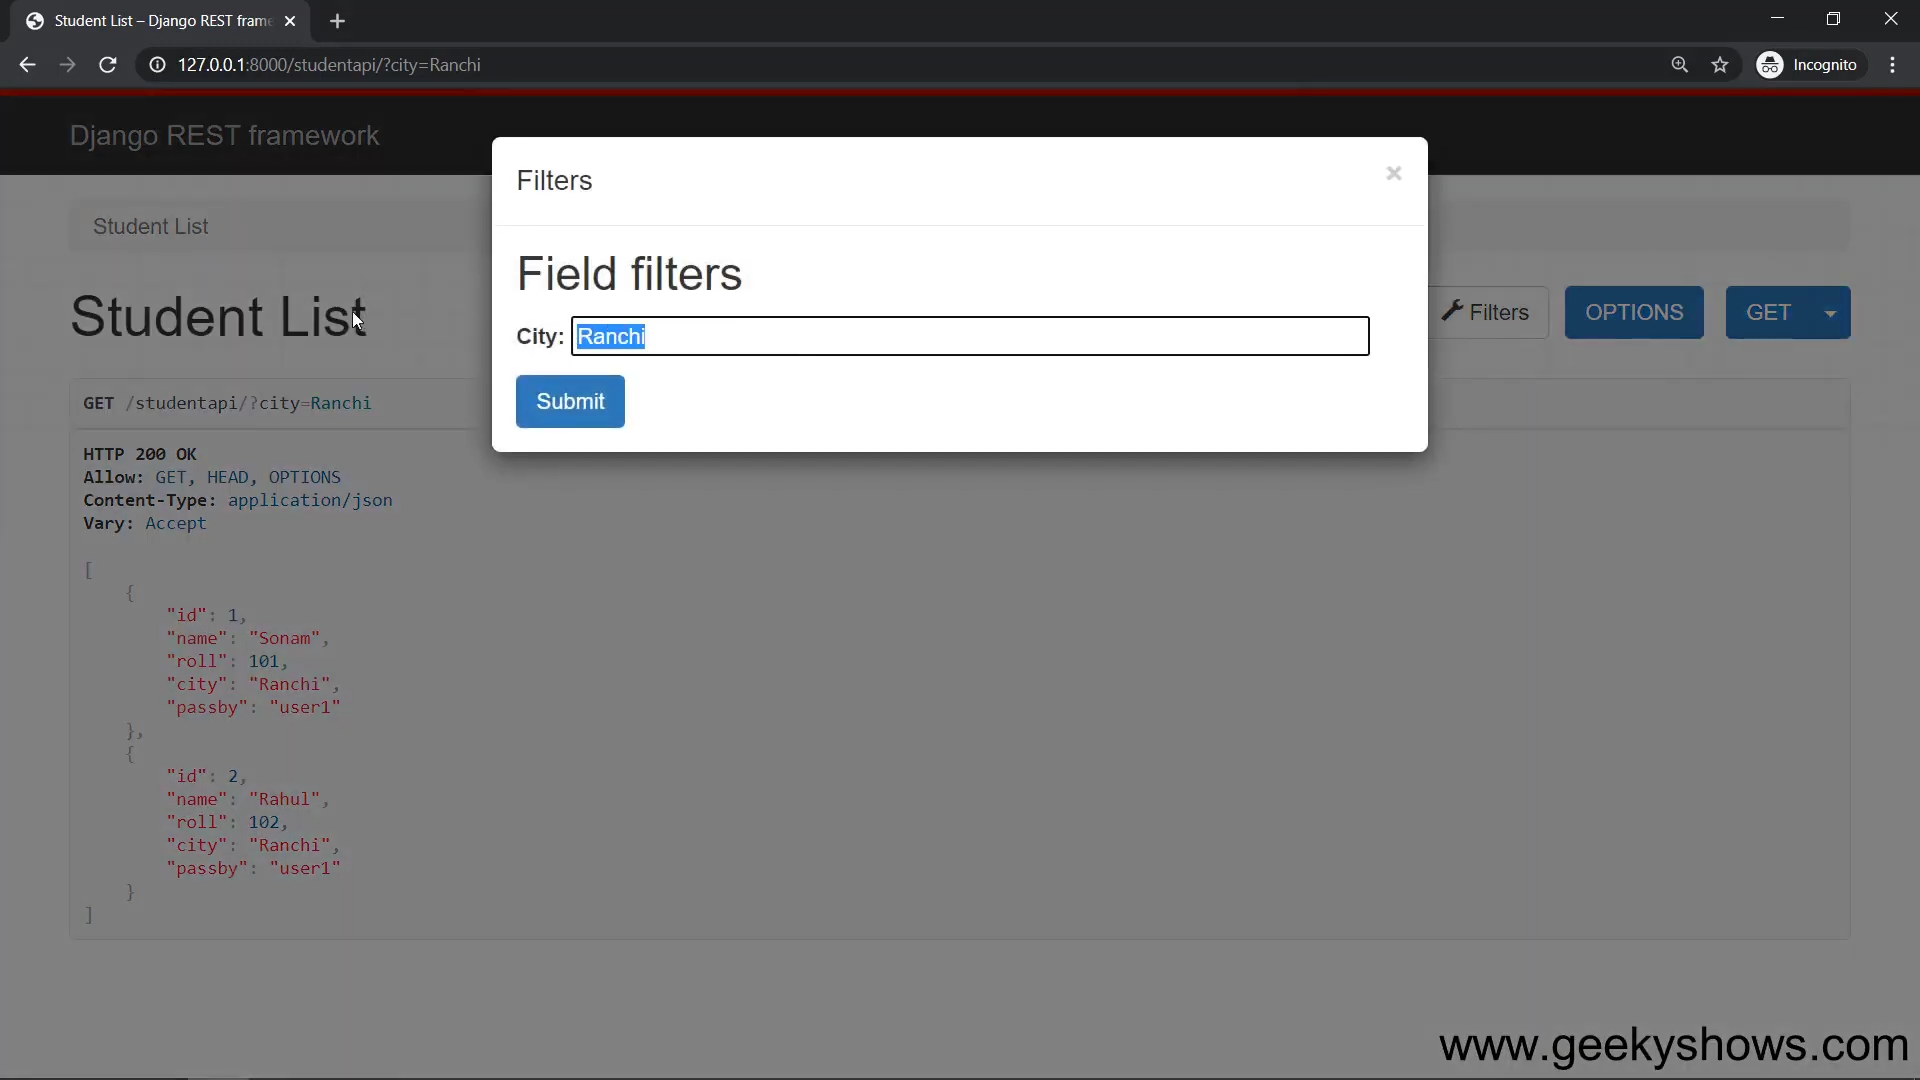 Student List – Django REST fram
127.0.0.1:8000/studentapi/?city=Ranchi
Incognito
Django REST framework
Filters
×
Student List
Field filters
Student List
City: Ranchi
Filters
OPTIONS
GET
Submit
GET /studentapi/?city=Ranchi
HTTP 200 OK
Allow: GET, HEAD, OPTIONS
Content-Type: application/json
Vary: Accept
[
{
"id": 1,
"name": "Sonam",
"roll": 101,
"city": "Ranchi",
"passby": "user1"
},
{
"id": 2,
"name": "Rahul",
"roll": 102,
"city": "Ranchi",
"passby": "user1"
}
]
www.geekyshows.com